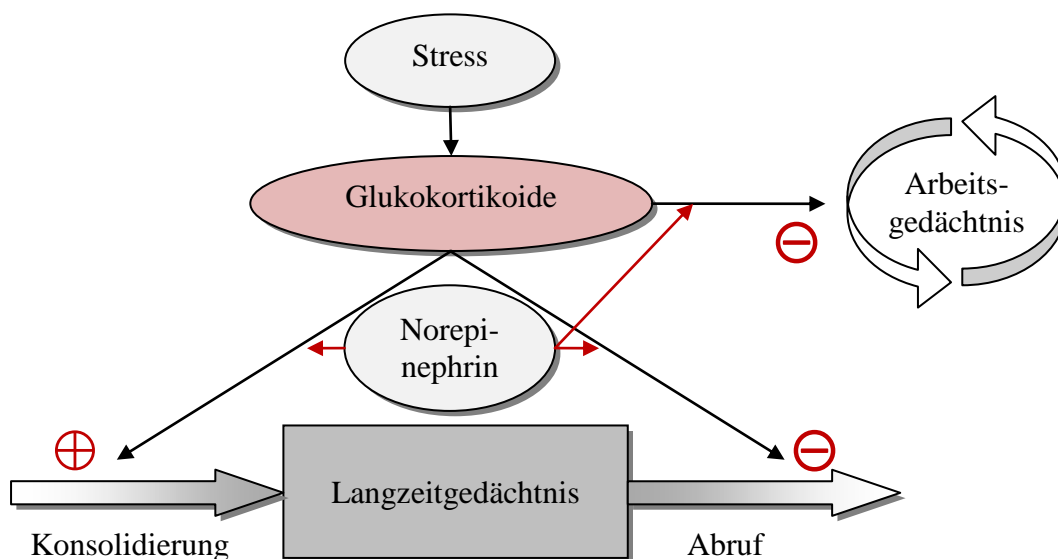 Stress
Glukokortikoide
Arbeits-
gedächtnis
Norepi-
nephrin
Langzeitgedächtnis
Konsolidierung
Abruf